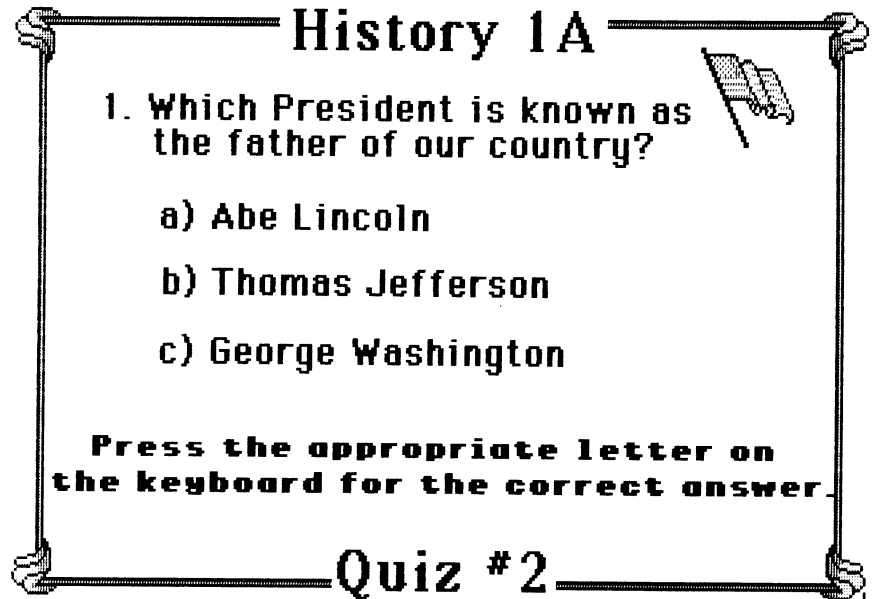 History 1A
1. Which President is known as
the father of our country?
a) Abe Lincoln
b) Thomas Jefferson
c) George Washington
Press the appropriate letter on
the keyboard for the correct answer.
Quiz #2